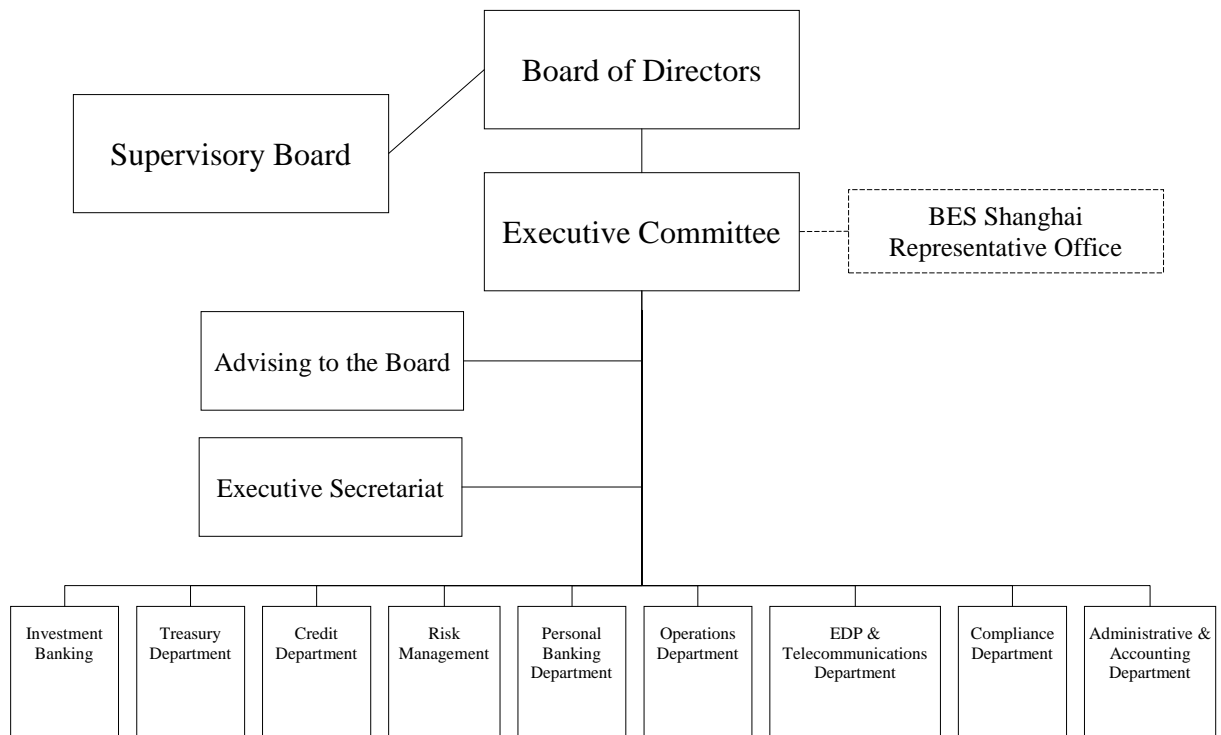 Board of Directors
Supervisory Board
Executive Committee
BES Shanghai
Representative Office
Advising to the Board
Executive Secretariat
Investment
Banking
Treasury
Department
Credit
Department
Risk
Management
Personal
Banking
Department
Operations
Department
EDP &
Telecommunications
Department
Compliance
Department
Administrative &
Accounting
Department